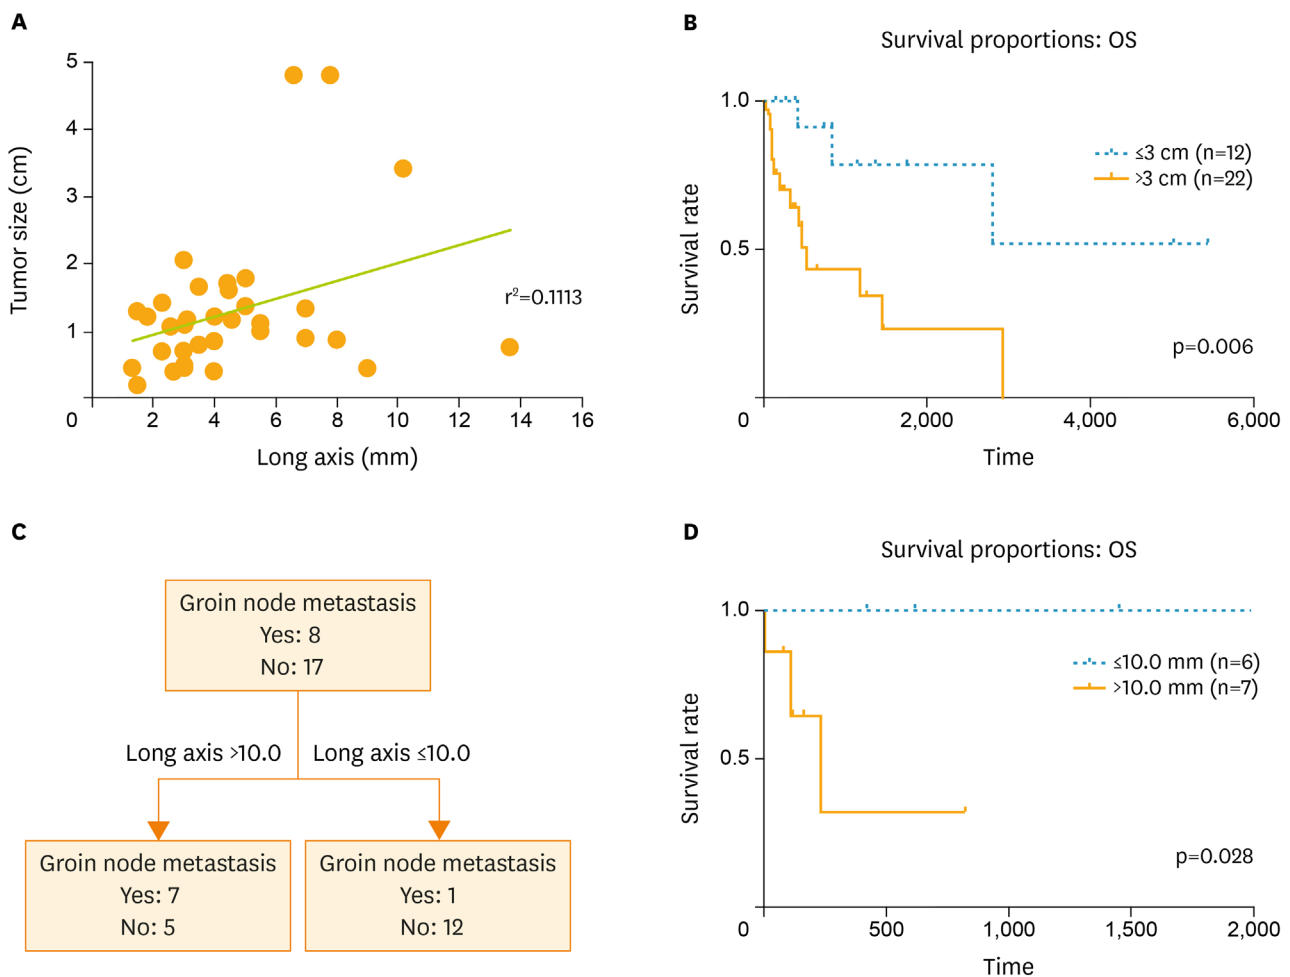 A
Tumor size (cm)
5
4
3
2
1
0
2
4
6
8
10
12
14
16
Long axis (mm)
r²=0.1113
B
Survival proportions: OS
Survival rate
1.0
0.5
0
2,000
4,000
6,000
Time
≤3 cm (n=12)
>3 cm (n=22)
p=0.006
C
Groin node metastasis
Yes: 8
No: 17
Long axis >10.0
Long axis ≤10.0
Groin node metastasis
Yes: 7
No: 5
Groin node metastasis
Yes: 1
No: 12
D
Survival proportions: OS
Survival rate
1.0
0.5
0
500
1,000
1,500
2,000
Time
≤10.0 mm (n=6)
>10.0 mm (n=7)
p=0.028